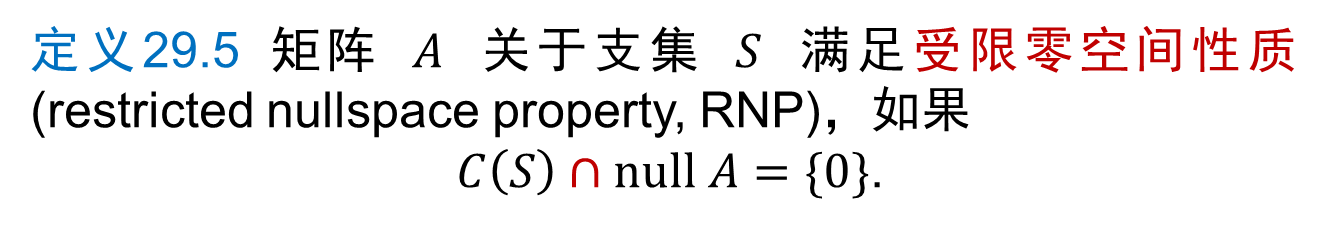 定义29.5 矩阵 A 关于支集 S 满足受限零空间性质
(restricted nullspace property, RNP)，如果
C(S) ∩ null A = {0}.